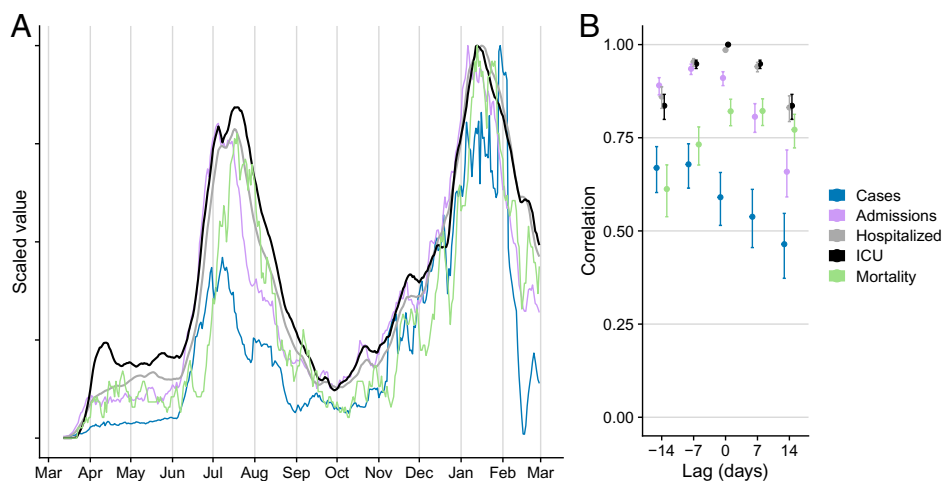 A
Scaled value
Mar Apr May Jun Jul Aug Sep Oct Nov Dec Jan Feb Mar
B
Correlation
1.00
0.75
0.50
0.25
0.00
−14 −7 0 7 14
Lag (days)
Cases
Admissions
Hospitalized
ICU
Mortality